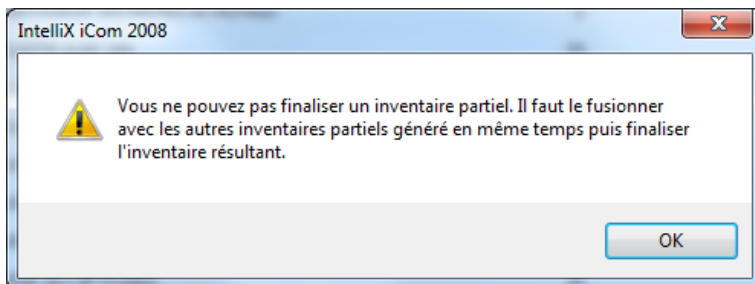 IntelliX iCom 2008
Vous ne pouvez pas finaliser un inventaire partiel. Il faut le fusionner
avec les autres inventaires partiels généré en même temps puis finaliser
l'inventaire résultant.
OK